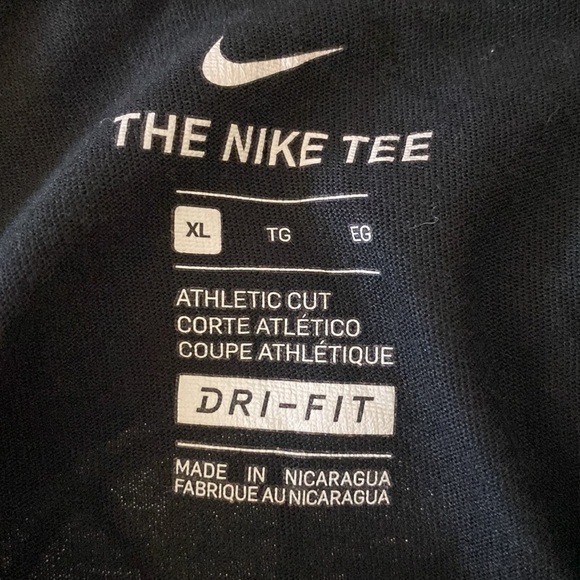 THE NIKE TEE
XL TG EG
ATHLETIC CUT
CORTE ATLÉTICO
COUPE ATHLÉTIQUE
DRI-FIT
MADE IN NICARAGUA
FABRIQUE AU NICARAGUA